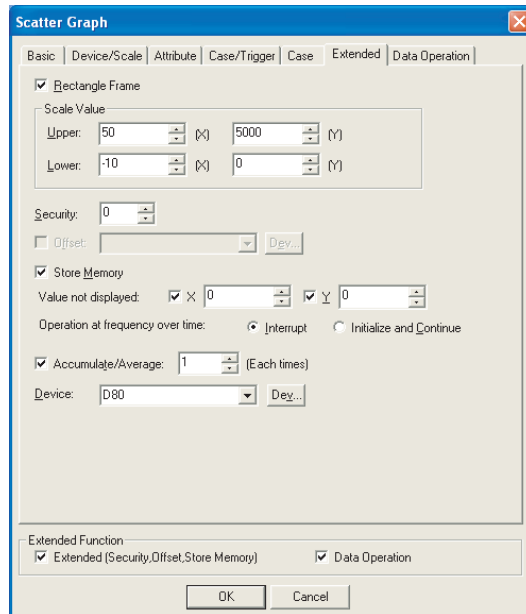 Scatter Graph
Basic Device/Scale Attribute Case/Trigger Case Extended Data Operation
Rectangle Frame
Scale Value
Upper: 50 (X) 5000 (Y)
Lower: -10 (X) 0 (Y)
Security: 0
Offset: Dev...
Store Memory
Value not displayed: X 0 Y 0
Operation at frequency over time: Interrupt Initialize and Continue
Accumulate/Average: 1 (Each times)
Device: D80 Dev...
Extended Function
Extended (Security,Offset,Store Memory) Data Operation
OK Cancel